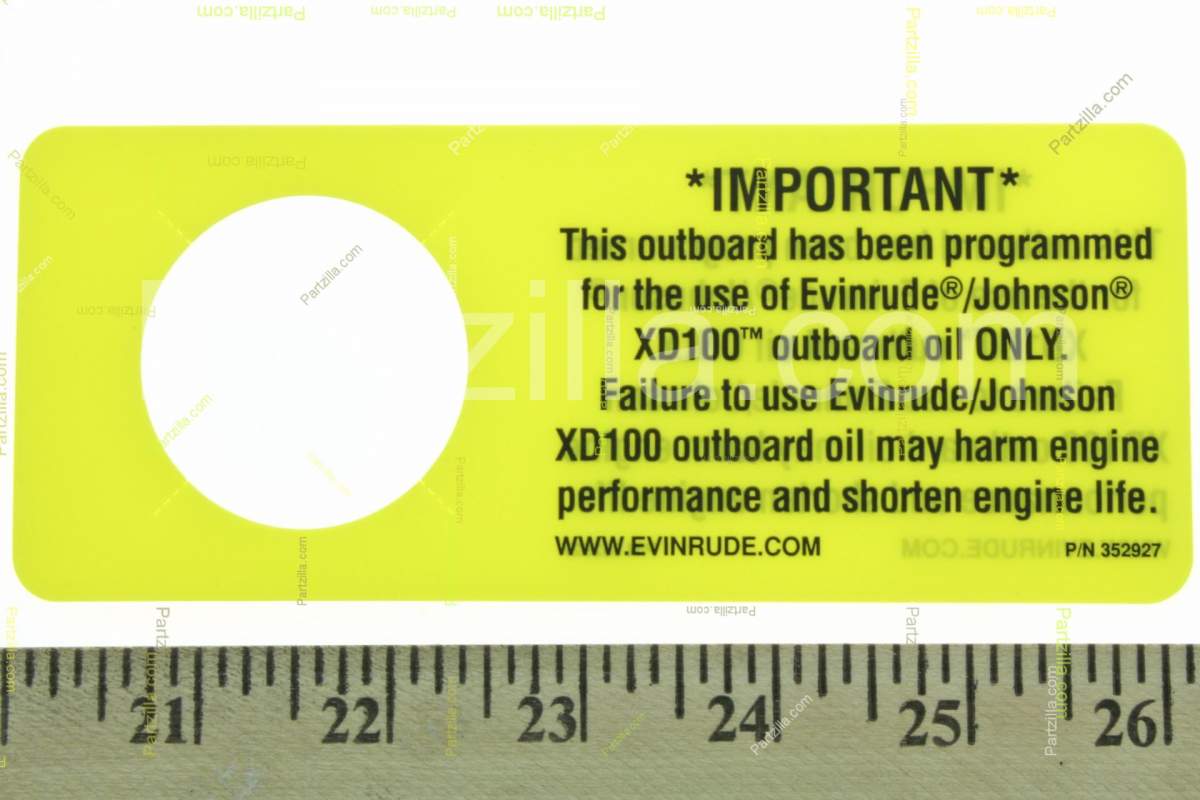 *IMPORTANT*
This outboard has been programmed
for the use of Evinrude®/Johnson®
XD100™ outboard oil ONLY.
Failure to use Evinrude/Johnson
XD100 outboard oil may harm engine
performance and shorten engine life.
WWW.EVINRUDE.COM P/N 352927
21 22 23 24 25 26
Partzilla.com